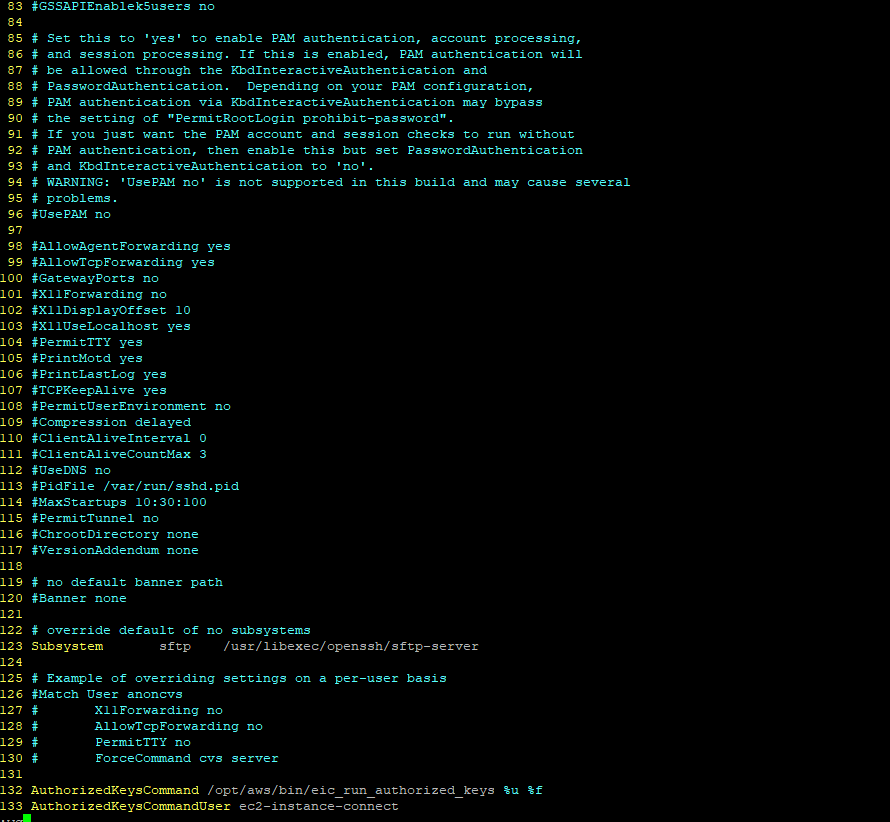 83 #GSSAPIEnablek5users no
84
85 # Set this to 'yes' to enable PAM authentication, account processing,
86 # and session processing. If this is enabled, PAM authentication will
87 # be allowed through the KbdInteractiveAuthentication and
88 # PasswordAuthentication.  Depending on your PAM configuration,
89 # PAM authentication via KbdInteractiveAuthentication may bypass
90 # the setting of "PermitRootLogin prohibit-password".
91 # If you just want the PAM account and session checks to run without
92 # PAM authentication, then enable this but set PasswordAuthentication
93 # and KbdInteractiveAuthentication to 'no'.
94 # WARNING: 'UsePAM no' is not supported in this build and may cause several
95 # problems.
96 #UsePAM no
97
98 #AllowAgentForwarding yes
99 #AllowTcpForwarding yes
100 #GatewayPorts no
101 #X11Forwarding no
102 #X11DisplayOffset 10
103 #X11UseLocalhost yes
104 #PermitTTY yes
105 #PrintMotd yes
106 #PrintLastLog yes
107 #TCPKeepAlive yes
108 #PermitUserEnvironment no
109 #Compression delayed
110 #ClientAliveInterval 0
111 #ClientAliveCountMax 3
112 #UseDNS no
113 #PidFile /var/run/sshd.pid
114 #MaxStartups 10:30:100
115 #PermitTunnel no
116 #ChrootDirectory none
117 #VersionAddendum none
118
119 # no default banner path
120 #Banner none
121
122 # override default of no subsystems
123 Subsystem       sftp    /usr/libexec/openssh/sftp-server
124
125 # Example of overriding settings on a per-user basis
126 #Match User anoncvs
127 #       X11Forwarding no
128 #       AllowTcpForwarding no
129 #       PermitTTY no
130 #       ForceCommand cvs server
131
132 AuthorizedKeysCommand /opt/aws/bin/eic_run_authorized_keys %u %f
133 AuthorizedKeysCommandUser ec2-instance-connect